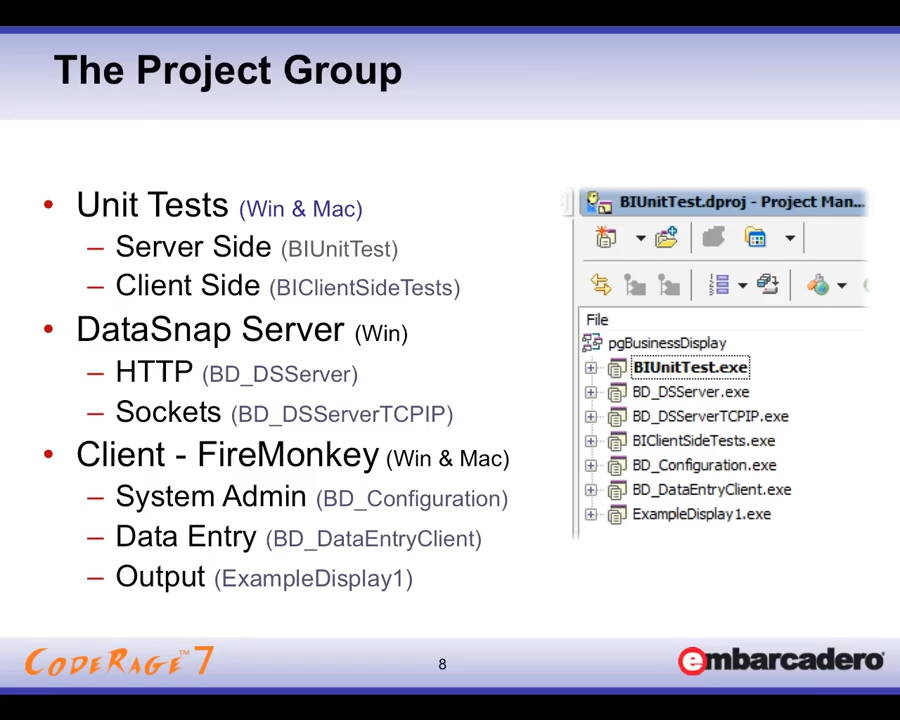 The Project Group
• Unit Tests (Win & Mac)
– Server Side (BIUnitTest)
– Client Side (BIClientSideTests)
• DataSnap Server (Win)
– HTTP (BD_DSServer)
– Sockets (BD_DSServerTCPIP)
• Client - FireMonkey (Win & Mac)
– System Admin (BD_Configuration)
– Data Entry (BD_DataEntryClient)
– Output (ExampleDisplay1)
BIUnitTest.dproj - Project Man...
File
pgBusinessDisplay
BIUnitTest.exe
BD_DSServer.exe
BD_DSServerTCPIP.exe
BIClientSideTests.exe
BD_Configuration.exe
BD_DataEntryClient.exe
ExampleDisplay1.exe
CODERAGE™ 7
8
embarcadero®